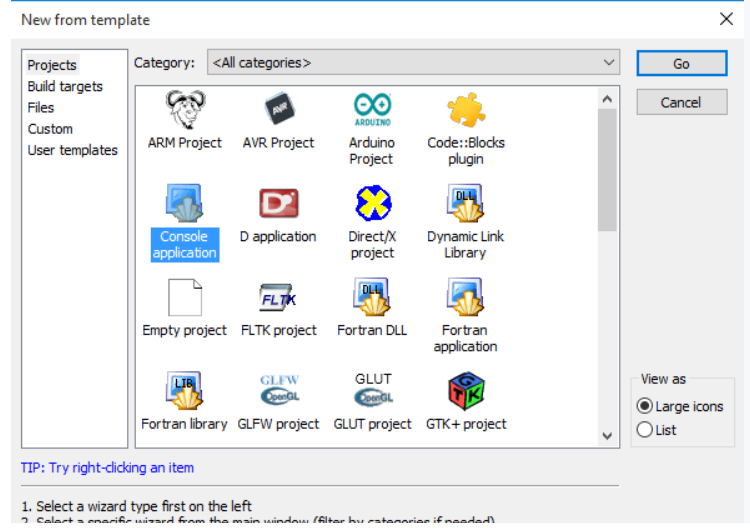 New from template
Projects
Build targets
Files
Custom
User templates
Category: <All categories>
Go
Cancel
ARM Project
AVR
AVR Project
ARDUINO
Arduino
Project
Code::Blocks
plugin
Console
application
D
D application
Direct/X
project
DLL
Dynamic Link
Library
Empty project
FLTK
FLTK project
DLL
Fortran DLL
Fortran
application
LIB
Fortran library
GLFW
OpenGL
GLFW project
GLUT
OpenGL
GLUT project
GTK
GTK+ project
View as
Large icons
List
TIP: Try right-clicking an item
1. Select a wizard type first on the left
2. Select a specific wizard from the main window (filter by categories if needed)